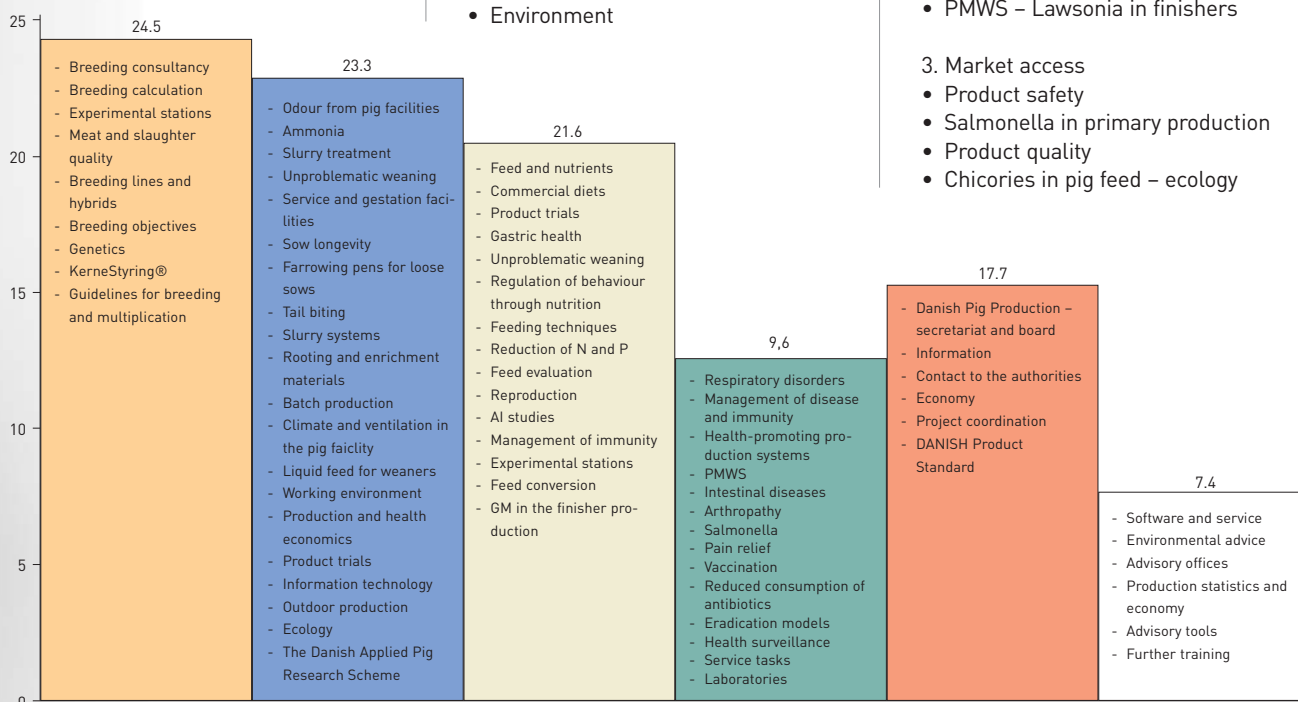 • Environment
• PMWS – Lawsonia in finishers
3. Market access
• Product safety
• Salmonella in primary production
• Product quality
• Chicories in pig feed – ecology
25
20
15
10
5
0
24.5
- Breeding consultancy
- Breeding calculation
- Experimental stations
- Meat and slaughter
quality
- Breeding lines and
hybrids
- Breeding objectives
- Genetics
- KerneStyring®
- Guidelines for breeding
and multiplication
23.3
- Odour from pig facilities
- Ammonia
- Slurry treatment
- Unproblematic weaning
- Service and gestation faci-
lities
- Sow longevity
- Farrowing pens for loose
sows
- Tail biting
- Slurry systems
- Rooting and enrichment
materials
- Batch production
- Climate and ventilation in
the pig faiclity
- Liquid feed for weaners
- Working environment
- Production and health
economics
- Product trials
- Information technology
- Outdoor production
- Ecology
- The Danish Applied Pig
Research Scheme
21.6
- Feed and nutrients
- Commercial diets
- Product trials
- Gastric health
- Unproblematic weaning
- Regulation of behaviour
through nutrition
- Feeding techniques
- Reduction of N and P
- Feed evaluation
- Reproduction
- AI studies
- Management of immunity
- Experimental stations
- Feed conversion
- GM in the finisher pro-
duction
9,6
- Respiratory disorders
- Management of disease
and immunity
- Health-promoting pro-
duction systems
- PMWS
- Intestinal diseases
- Arthropathy
- Salmonella
- Pain relief
- Vaccination
- Reduced consumption of
antibiotics
- Eradication models
- Health surveillance
- Service tasks
- Laboratories
17.7
- Danish Pig Production –
secretariat and board
- Information
- Contact to the authorities
- Economy
- Project coordination
- DANISH Product
Standard
7.4
- Software and service
- Environmental advice
- Advisory offices
- Production statistics and
economy
- Advisory tools
- Further training